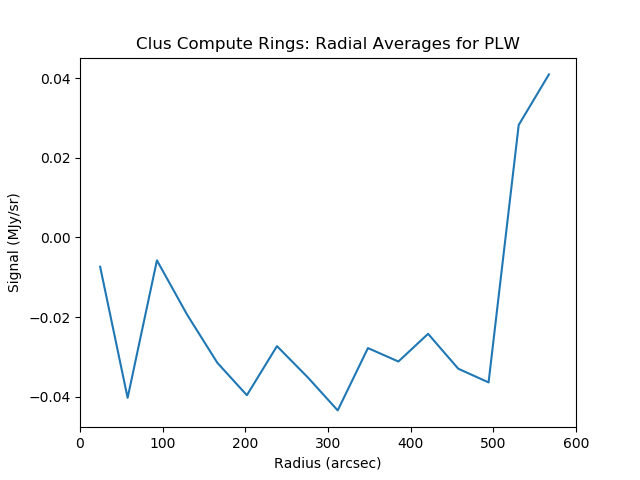 Clus Compute Rings: Radial Averages for PLW
Signal (MJy/sr)
0.04
0.02
0.00
−0.02
−0.04
0 100 200 300 400 500 600
Radius (arcsec)